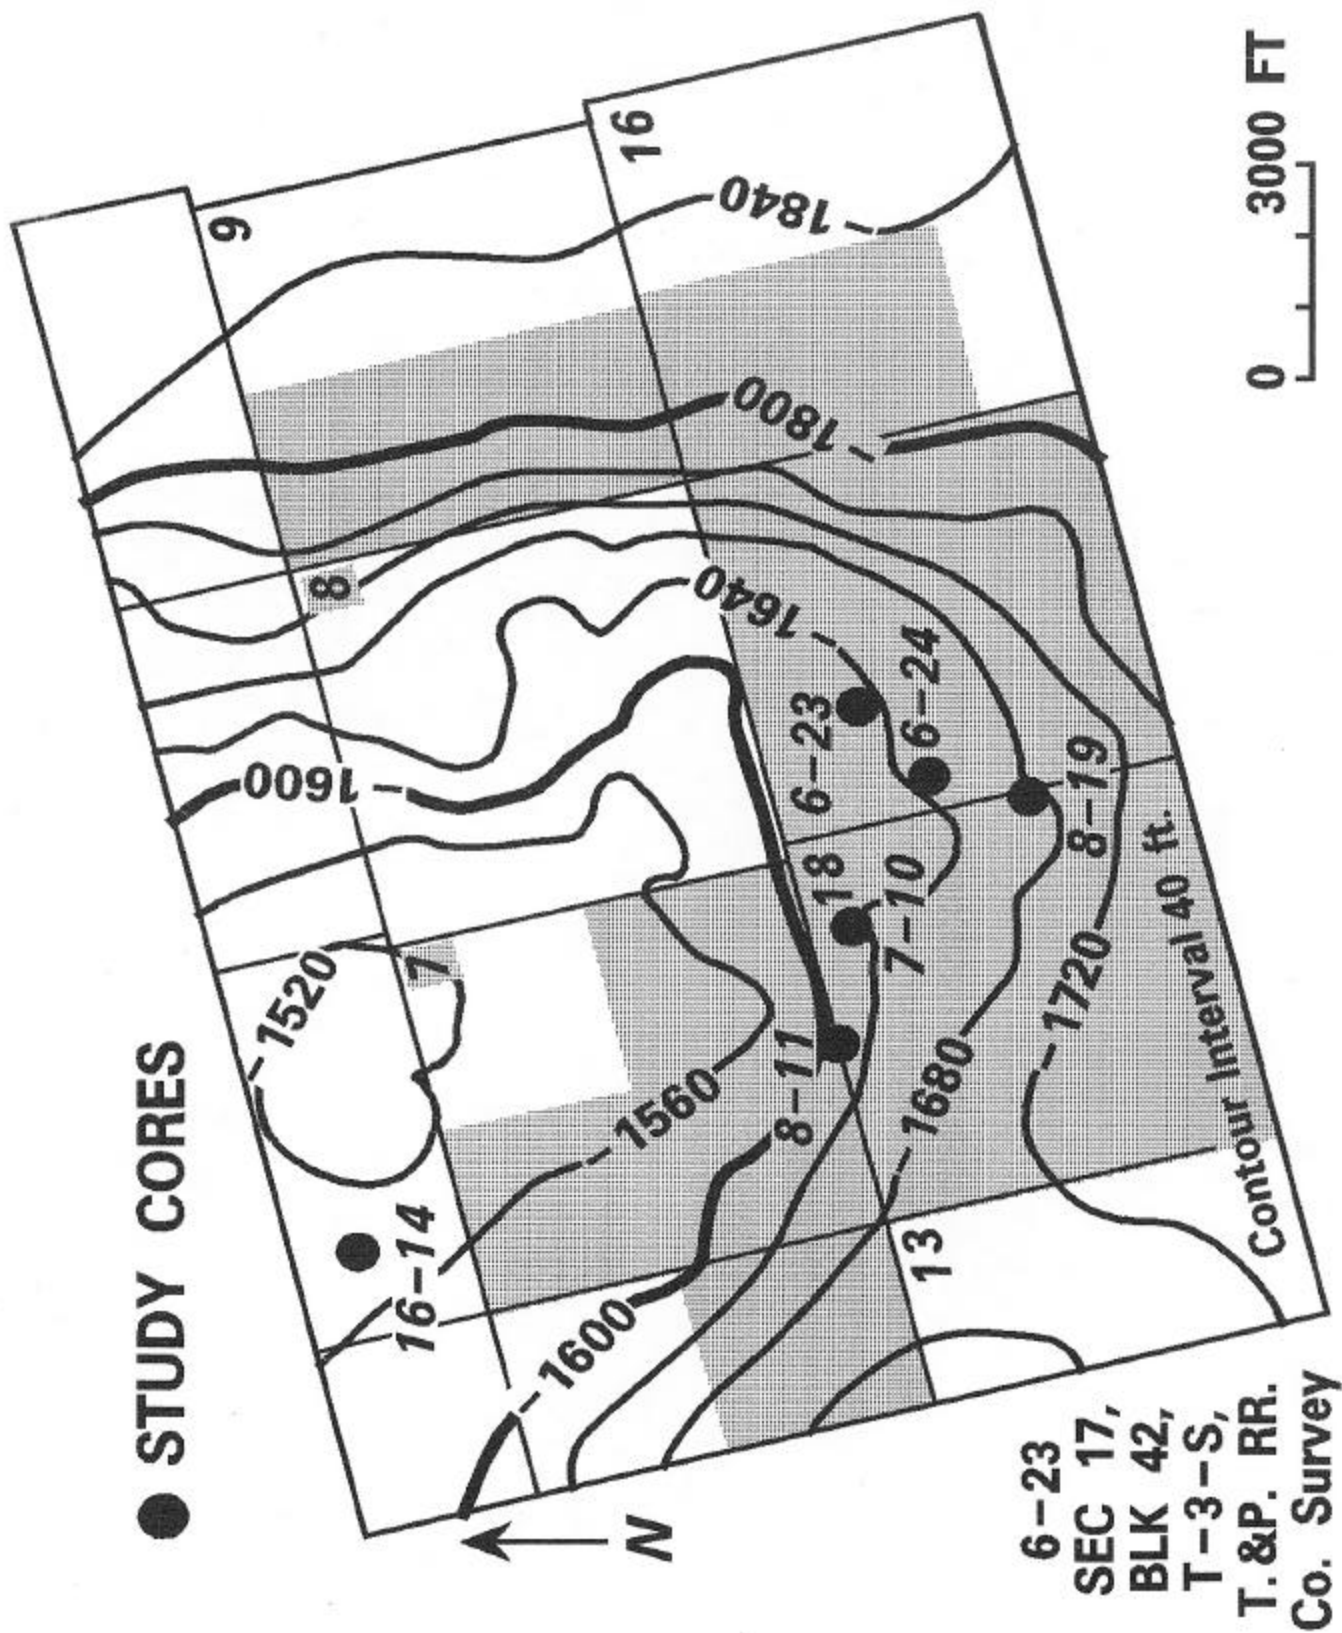 STUDY CORES
9
16
8
7
18
13
-1840
-1800
-1640
-1600
-1520
-1560
-1600
-1680
-1720
16-14
8-11
7-10
6-23
6-24
8-19
Contour Interval 40 ft.
N
0 3000 FT
6-23
SEC 17,
BLK 42,
T-3-S,
T.&P. RR.
Co. Survey